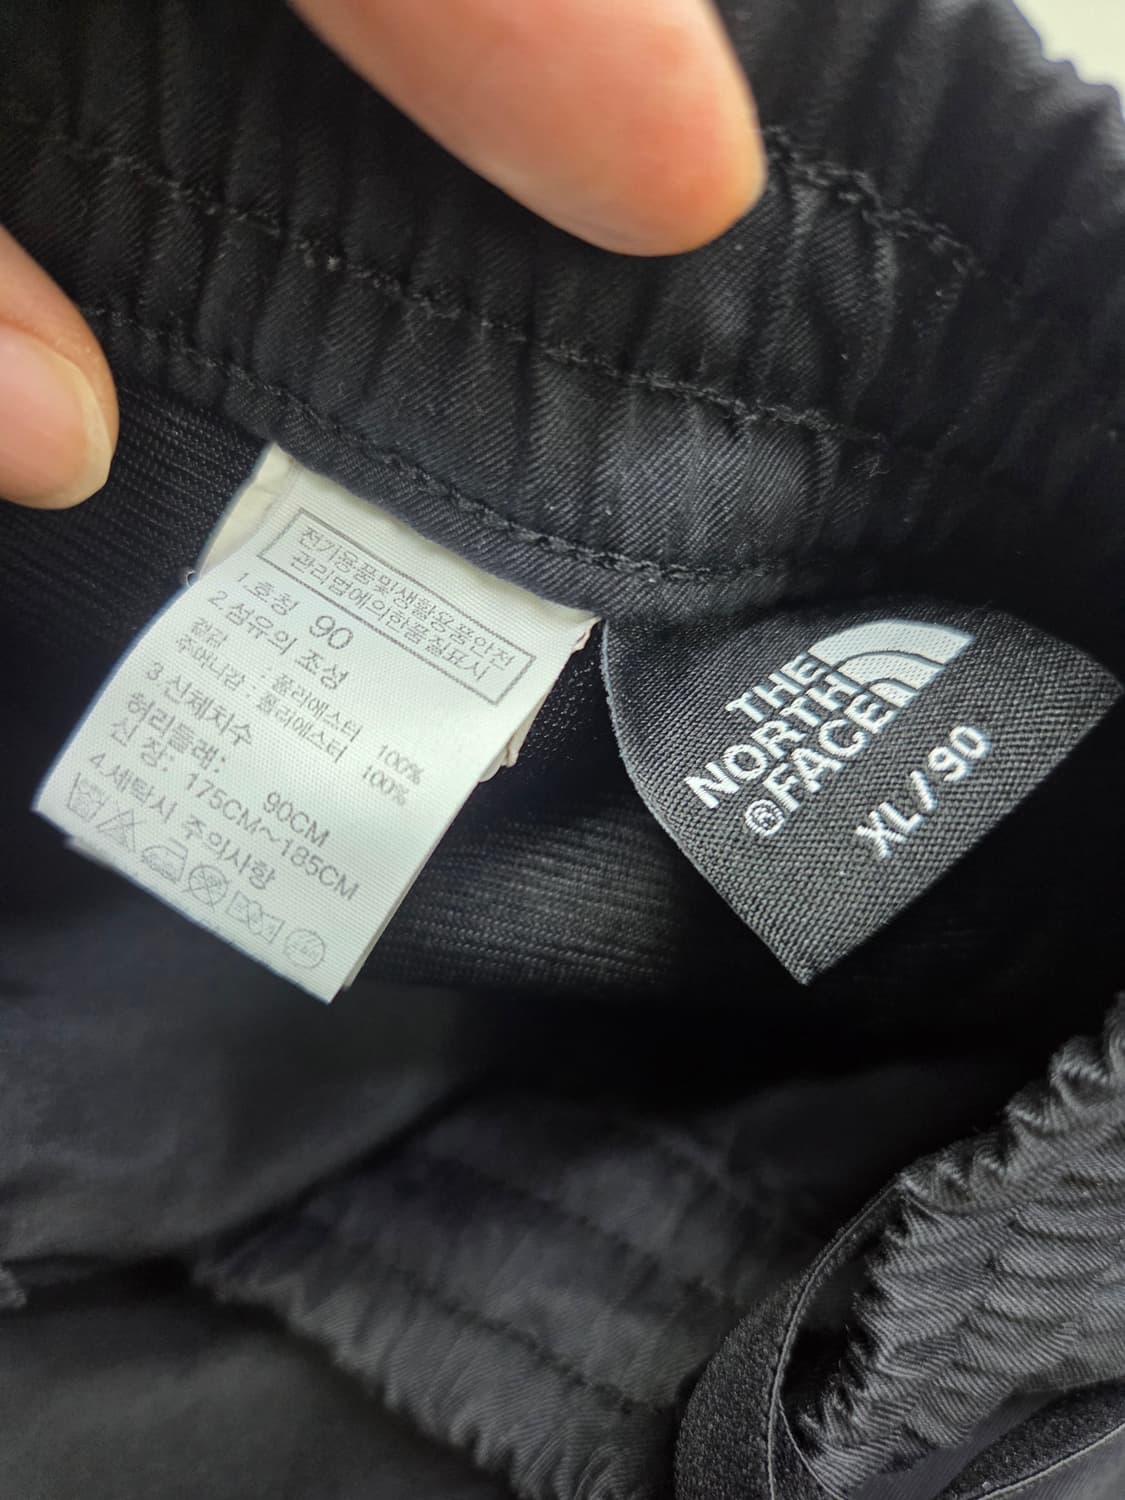 전기용품및생활용품안전
관리법에의한품질표시
1.호칭 90
2.섬유의 조성
겉감 : 폴리에스터 100%
주머니감 : 폴리에스터 100%
3.신체치수
허리둘레: 90CM
신 장: 175CM~185CM
4.세탁시 주의사항
THE
NORTH
©FACE
XL/90